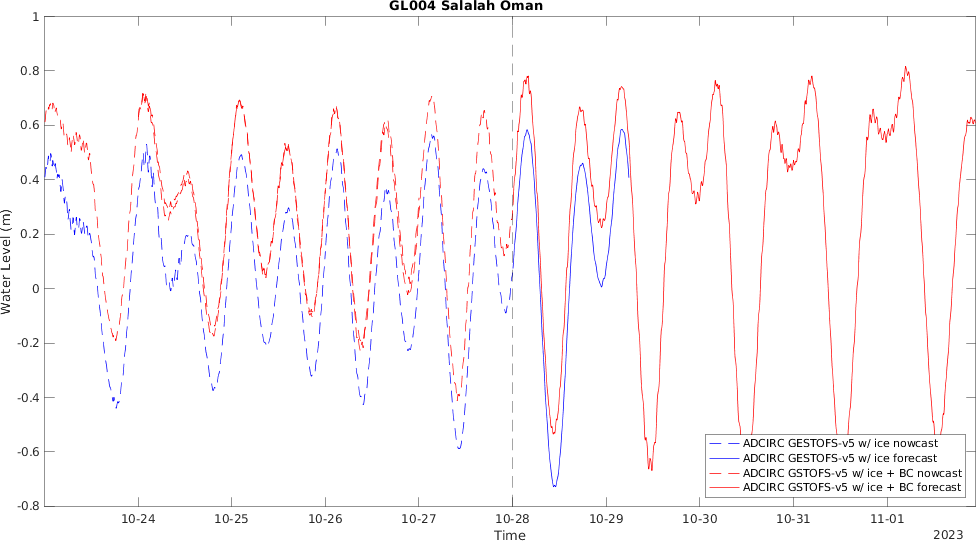 GL004 Salalah Oman
1
0.8
0.6
0.4
0.2
0
-0.2
-0.4
-0.6
-0.8
Water Level (m)
ADCIRC GESTOFS-v5 w/ ice nowcast
ADCIRC GESTOFS-v5 w/ ice forecast
ADCIRC GSTOFS-v5 w/ ice + BC nowcast
ADCIRC GSTOFS-v5 w/ ice + BC forecast
10-24 10-25 10-26 10-27 10-28 10-29 10-30 10-31 11-01
Time
2023